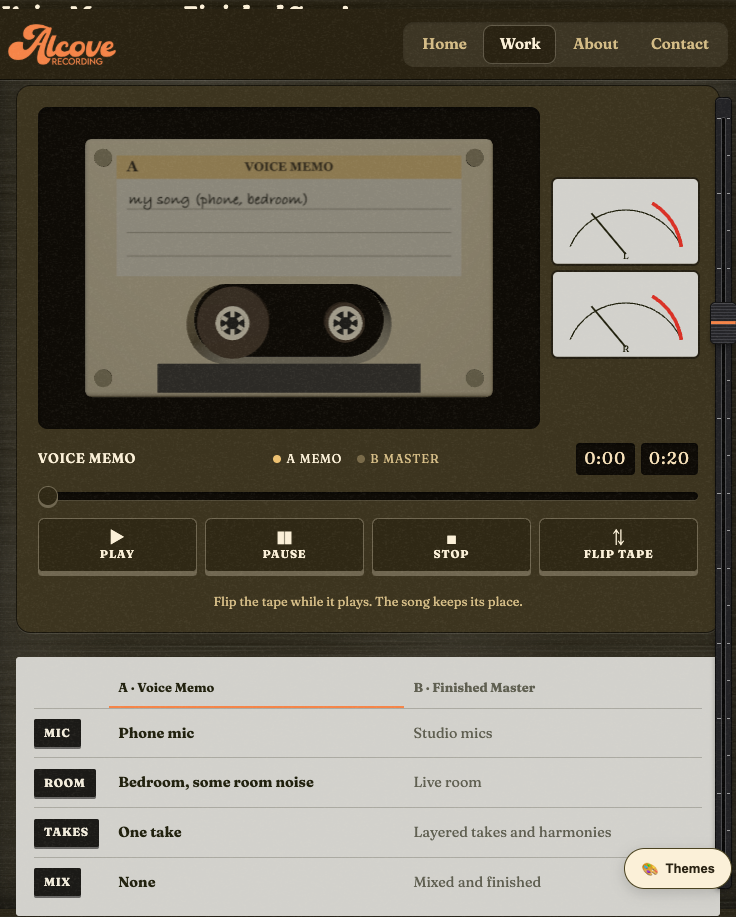 Alcove
RECORDING
Home
Work
About
Contact
A VOICE MEMO
my song (phone, bedroom)
L
R
VOICE MEMO
A MEMO
B MASTER
0:00
0:20
PLAY
PAUSE
STOP
FLIP TAPE
Flip the tape while it plays. The song keeps its place.
A · Voice Memo
B · Finished Master
MIC
Phone mic
Studio mics
ROOM
Bedroom, some room noise
Live room
TAKES
One take
Layered takes and harmonies
MIX
None
Mixed and finished
Themes